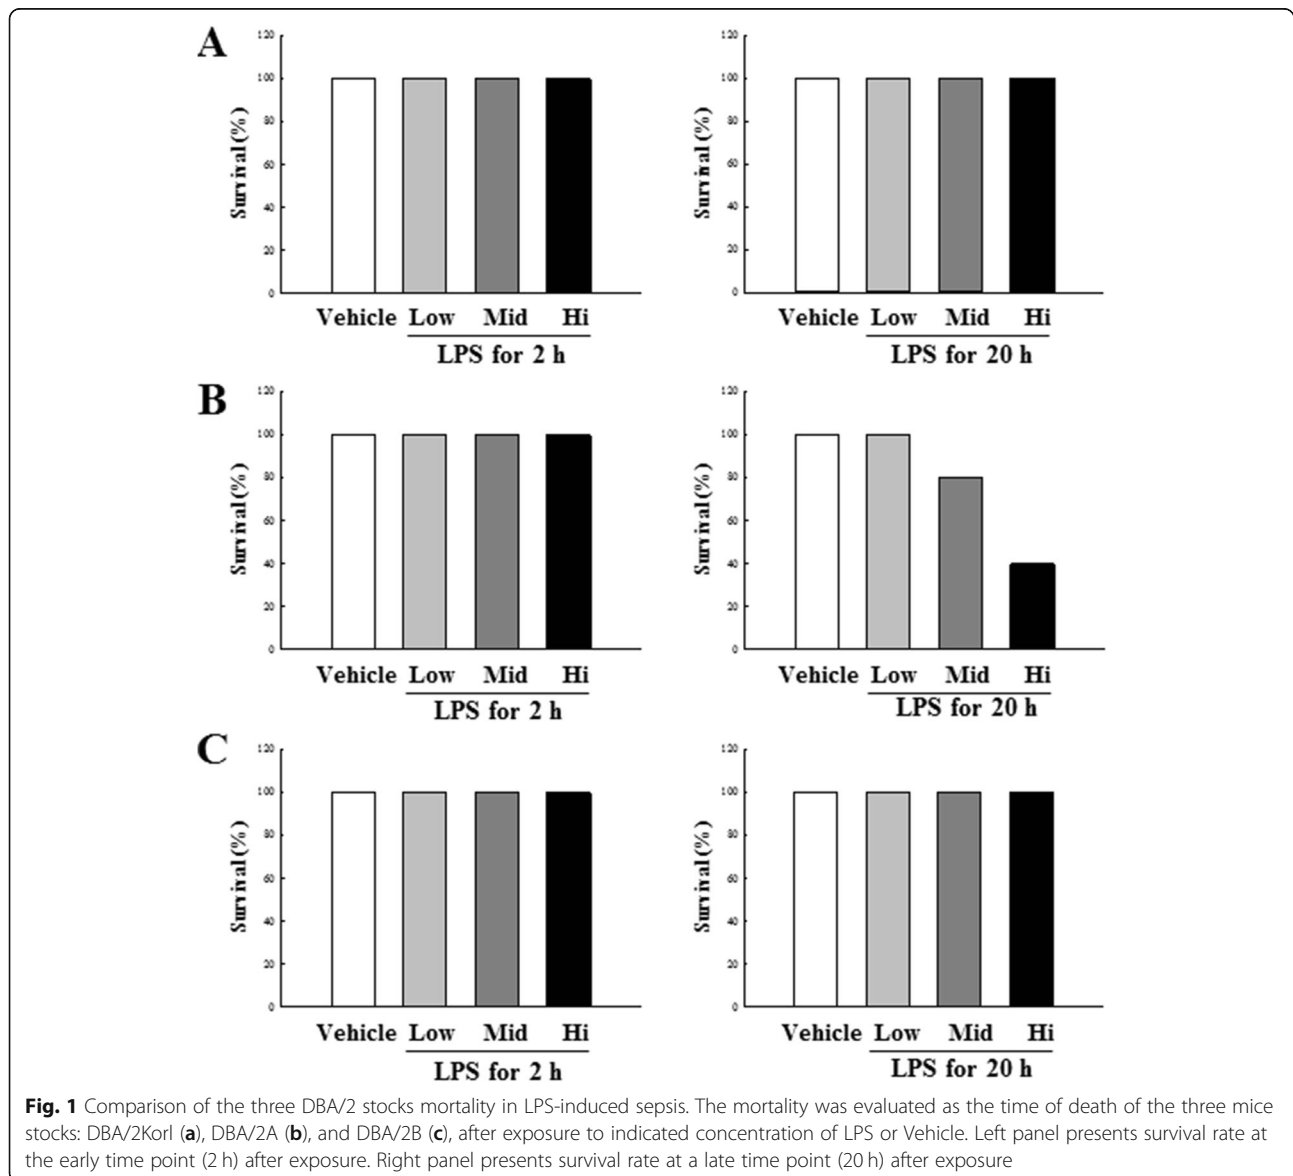 A
120
100
80
60
40
20
0
Survival (%)
Vehicle Low Mid Hi
LPS for 2 h
120
100
80
60
40
20
0
Survival (%)
Vehicle Low Mid Hi
LPS for 20 h
B
120
100
80
60
40
20
0
Survival (%)
Vehicle Low Mid Hi
LPS for 2 h
120
100
80
60
40
20
0
Survival (%)
Vehicle Low Mid Hi
LPS for 20 h
C
120
100
80
60
40
20
0
Survival (%)
Vehicle Low Mid Hi
LPS for 2 h
120
100
80
60
40
20
0
Survival (%)
Vehicle Low Mid Hi
LPS for 20 h
Fig. 1 Comparison of the three DBA/2 stocks mortality in LPS-induced sepsis. The mortality was evaluated as the time of death of the three mice
stocks: DBA/2Korl (a), DBA/2A (b), and DBA/2B (c), after exposure to indicated concentration of LPS or Vehicle. Left panel presents survival rate at
the early time point (2 h) after exposure. Right panel presents survival rate at a late time point (20 h) after exposure